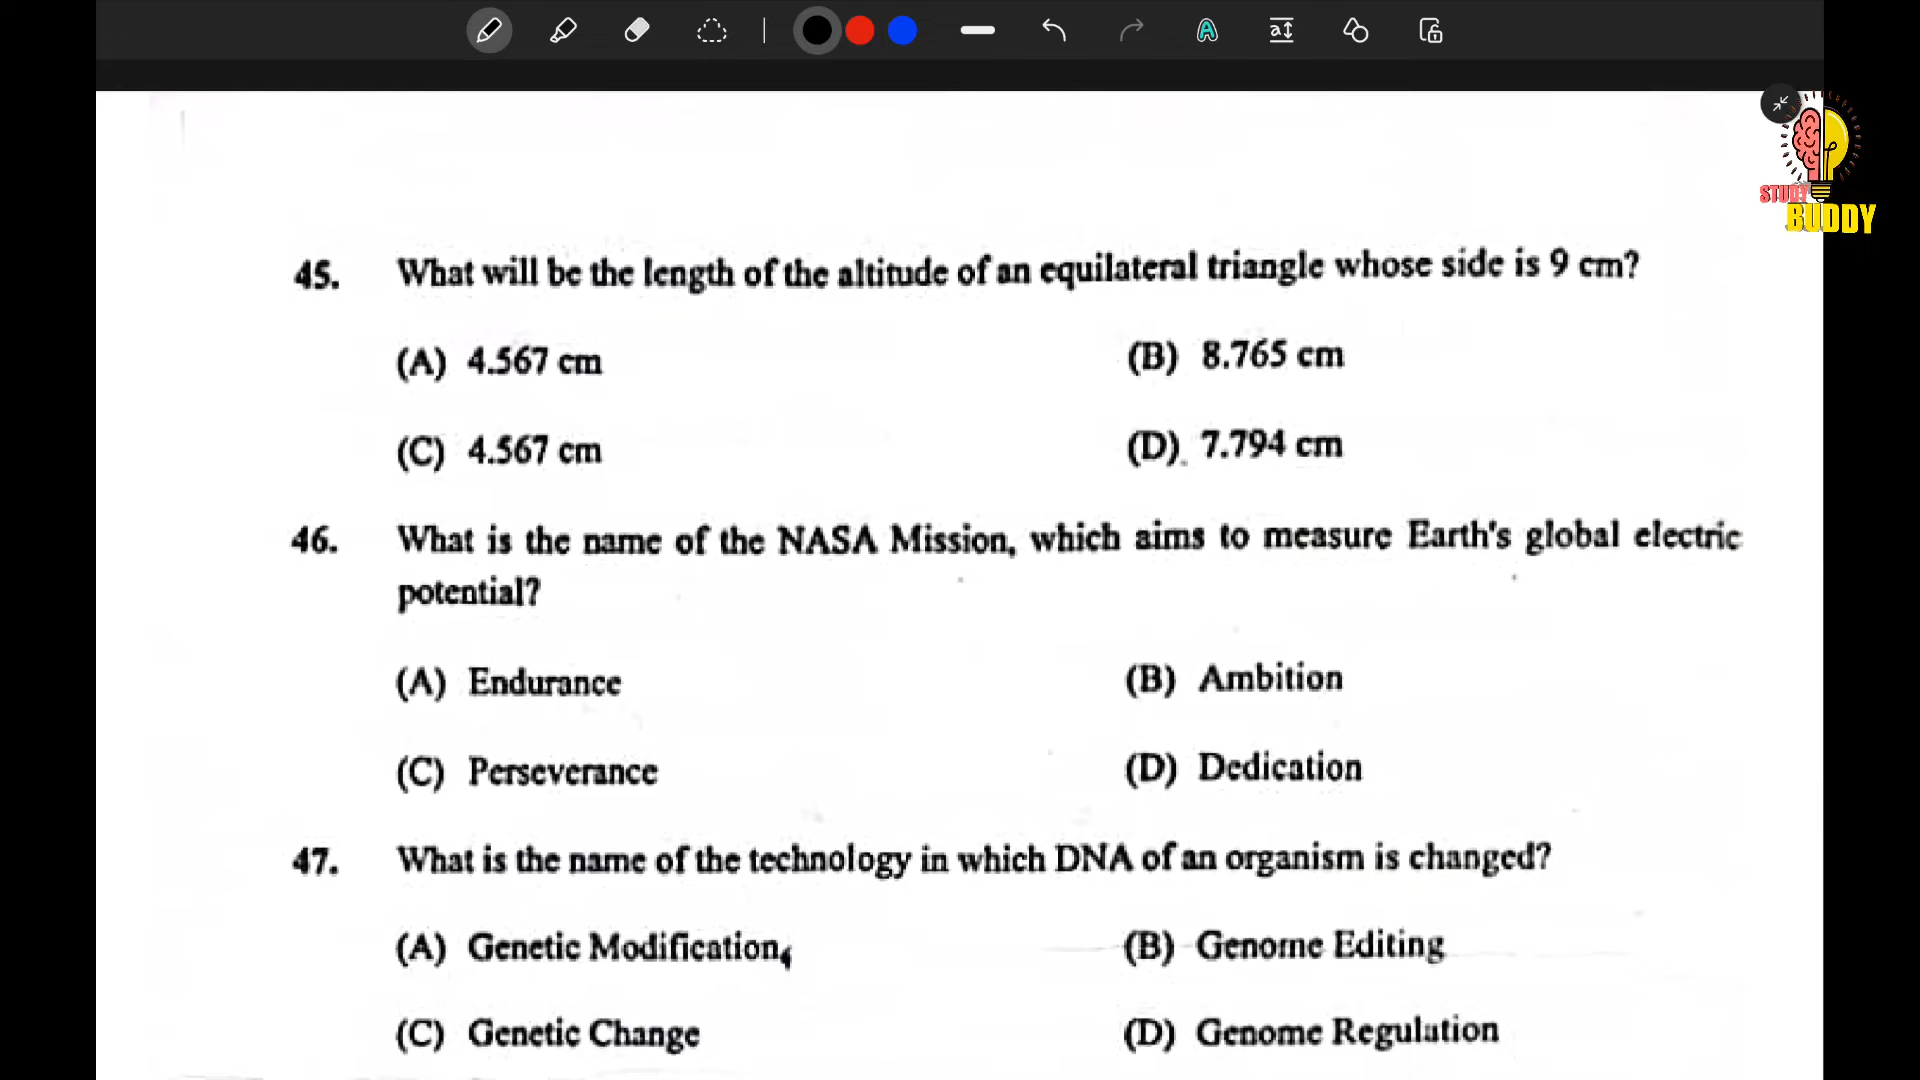 STUDY
BUDDY
45. What will be the length of the altitude of an equilateral triangle whose side is 9 cm?
(A) 4.567 cm (B) 8.765 cm
(C) 4.567 cm (D) 7.794 cm
46. What is the name of the NASA Mission, which aims to measure Earth's global electric
potential?
(A) Endurance (B) Ambition
(C) Perseverance (D) Dedication
47. What is the name of the technology in which DNA of an organism is changed?
(A) Genetic Modification (B) Genome Editing
(C) Genetic Change (D) Genome Regulation